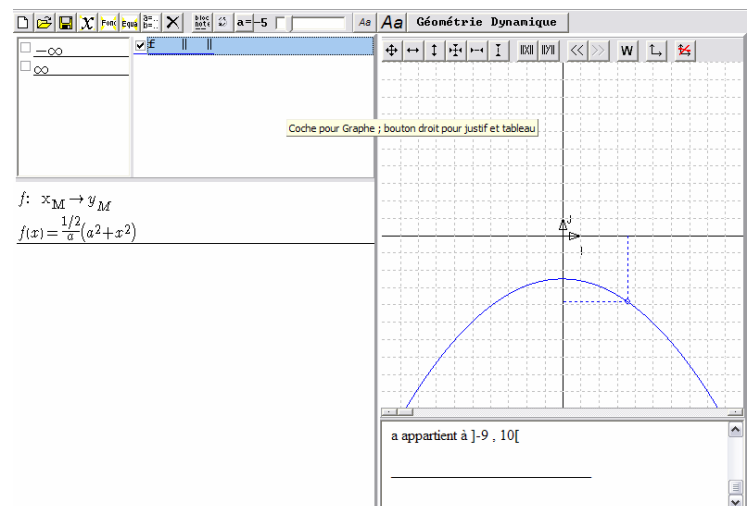 Fonc Équa a= b=: bloc note a= -5 Aa Aa Géométrie Dynamique
−∞
∞
f || ||
W
Coche pour Graphe ; bouton droit pour justif et tableau
f: x_M → y_M
f(x) = 1/2/a (a²+x²)
J
I
a appartient à ]-9 , 10[